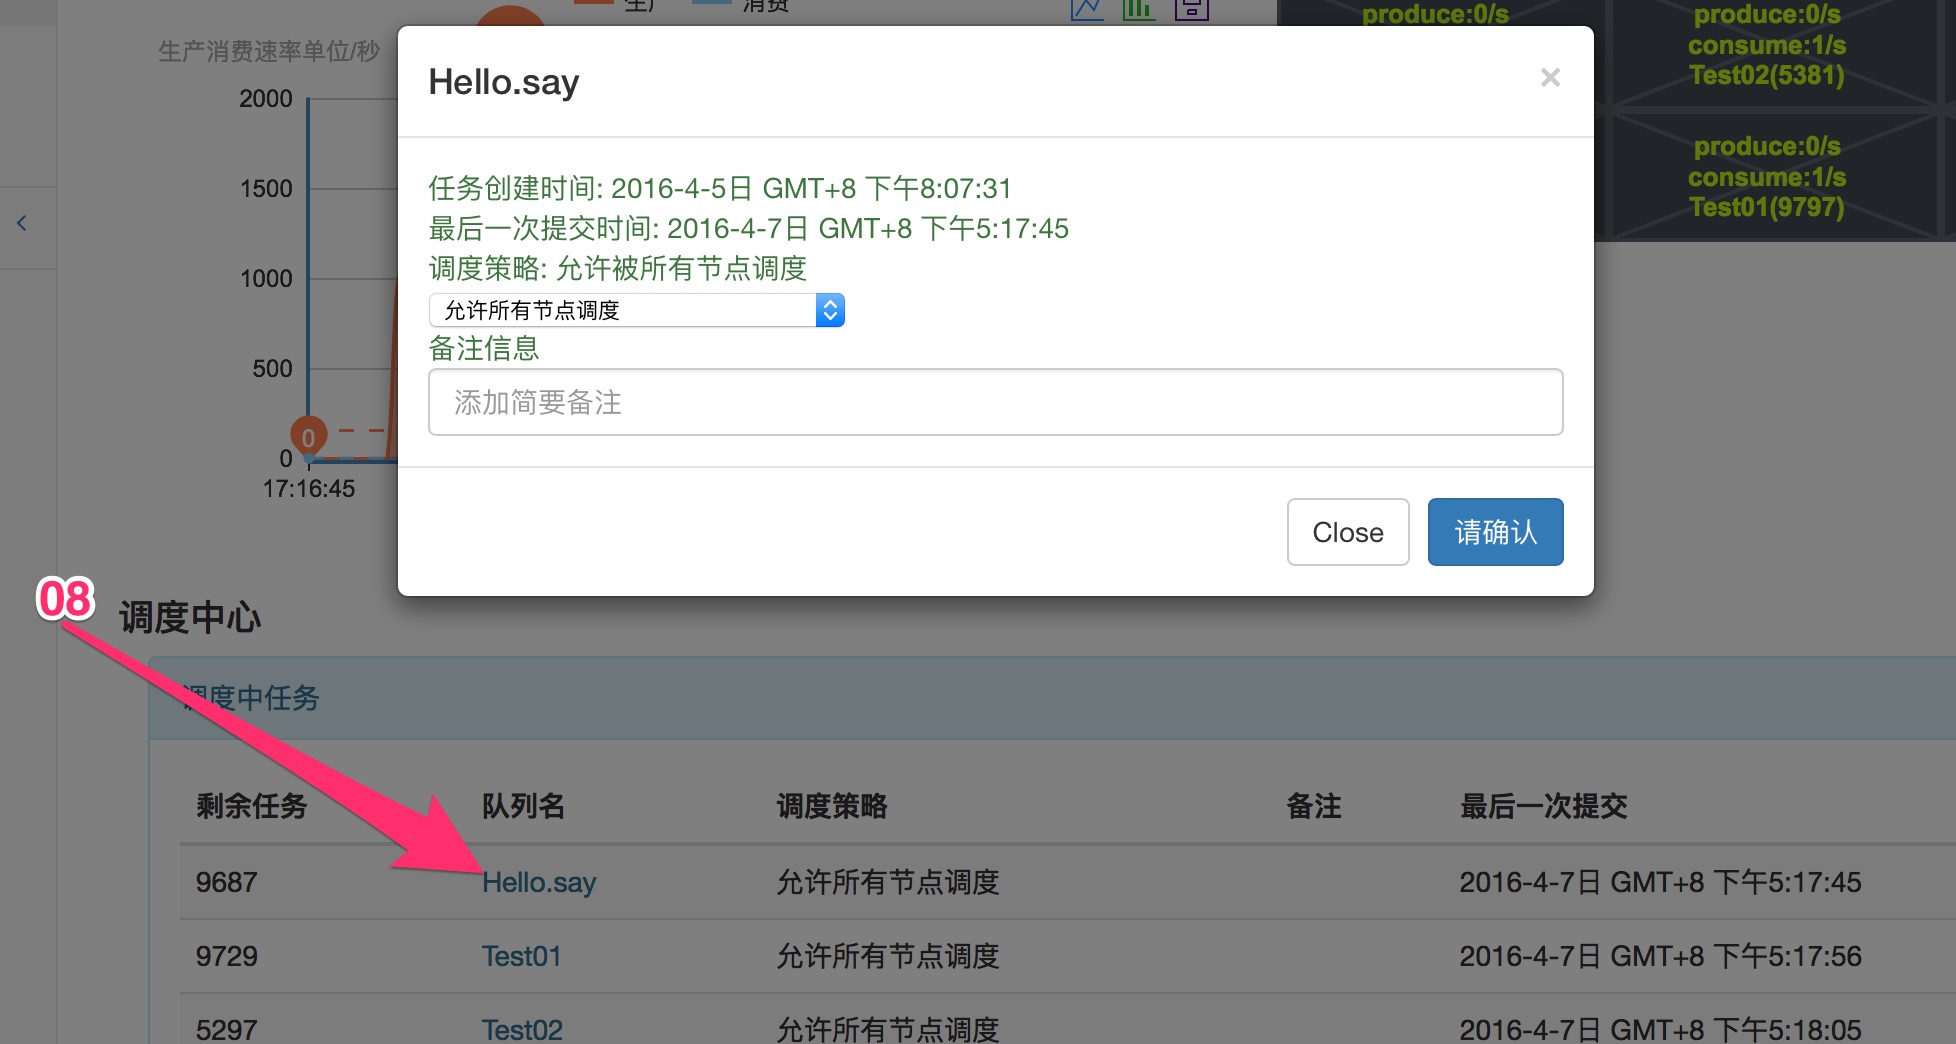 生产
消费
生产消费速率单位/秒
2000
1500
1000
500
0
0
17:16:45
produce:0/s
produce:0/s
consume:1/s
Test02(5381)
produce:0/s
consume:1/s
Test01(9797)
Hello.say
×
任务创建时间: 2016-4-5日 GMT+8 下午8:07:31
最后一次提交时间: 2016-4-7日 GMT+8 下午5:17:45
调度策略: 允许被所有节点调度
允许所有节点调度
备注信息
添加简要备注
Close
请确认
08
调度中心
调度中任务
剩余任务 队列名 调度策略 备注 最后一次提交
9687 Hello.say 允许所有节点调度 2016-4-7日 GMT+8 下午5:17:45
9729 Test01 允许所有节点调度 2016-4-7日 GMT+8 下午5:17:56
5297 Test02 允许所有节点调度 2016-4-7日 GMT+8 下午5:18:05